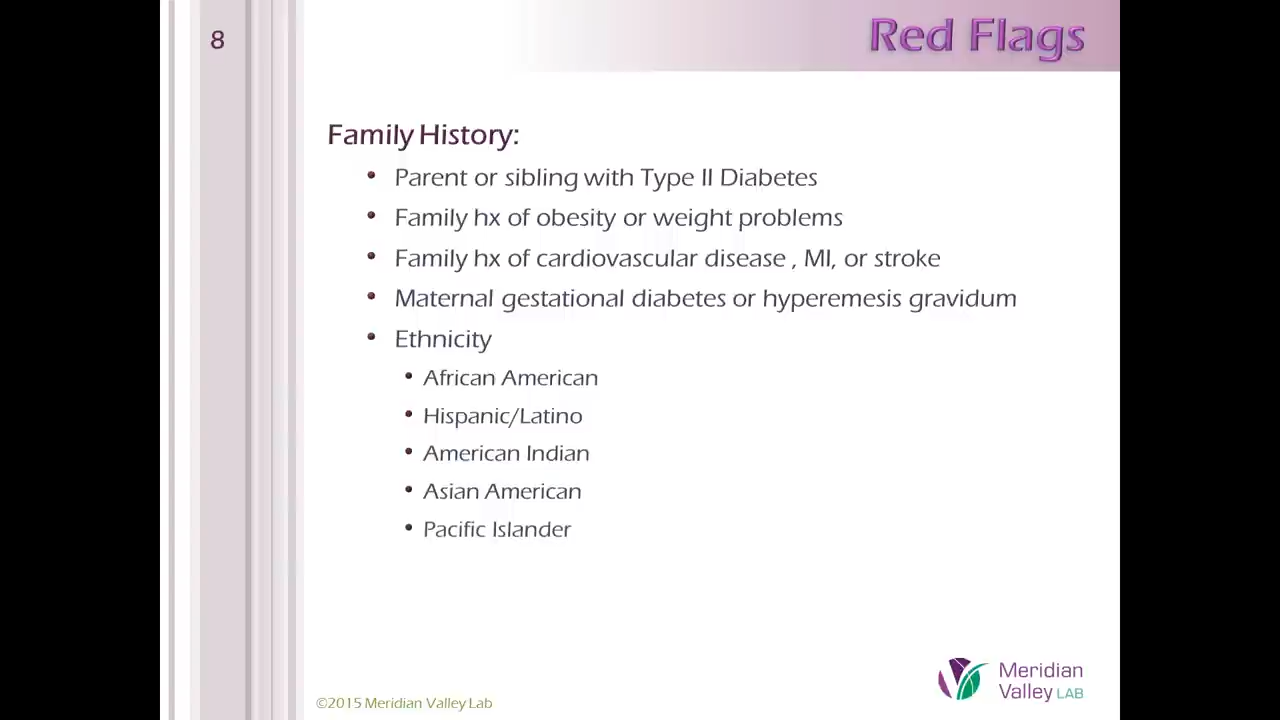 8
Red Flags
Family History:
• Parent or sibling with Type II Diabetes
• Family hx of obesity or weight problems
• Family hx of cardiovascular disease , MI, or stroke
• Maternal gestational diabetes or hyperemesis gravidum
• Ethnicity
• African American
• Hispanic/Latino
• American Indian
• Asian American
• Pacific Islander
Meridian
Valley LAB
©2015 Meridian Valley Lab